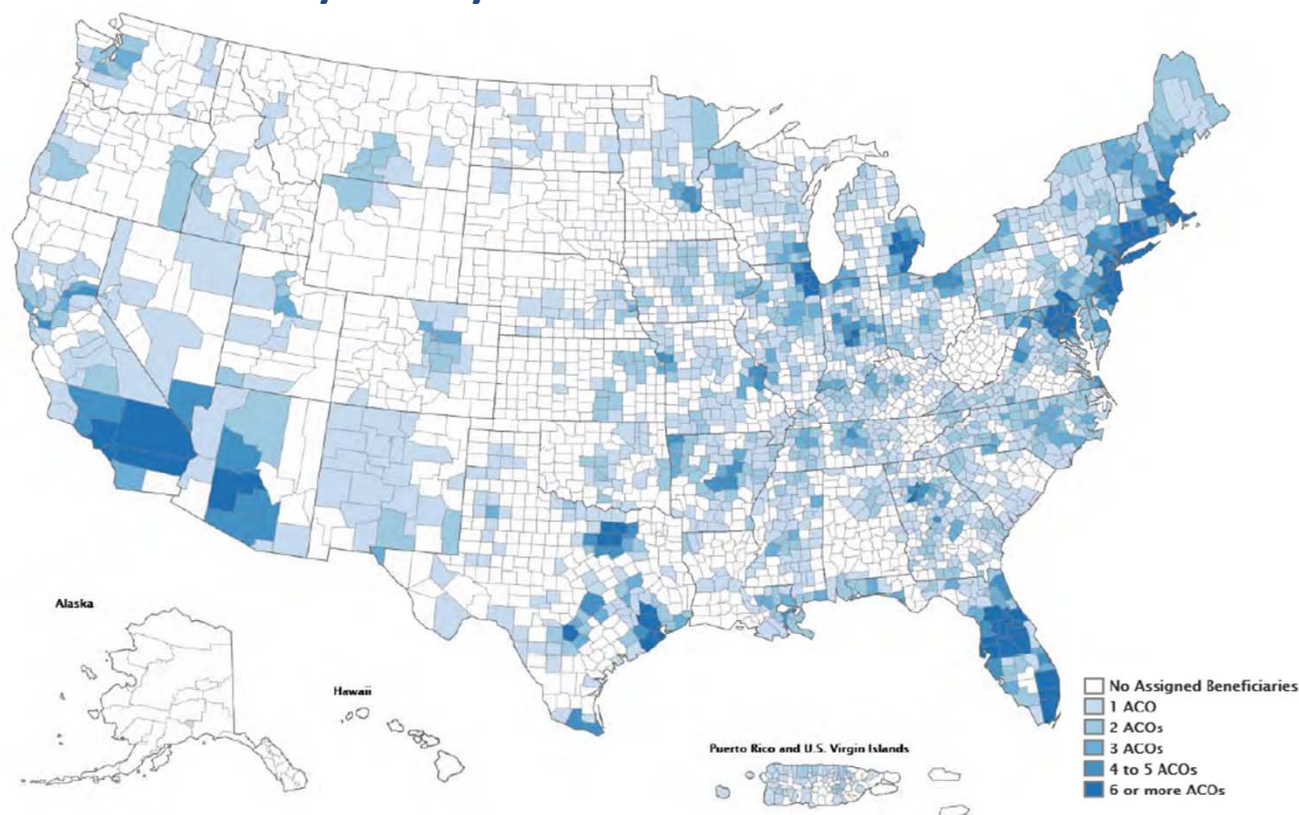 Alaska
Hawaii
Puerto Rico and U.S. Virgin Islands
No Assigned Beneficiaries
1 ACO
2 ACOs
3 ACOs
4 to 5 ACOs
6 or more ACOs